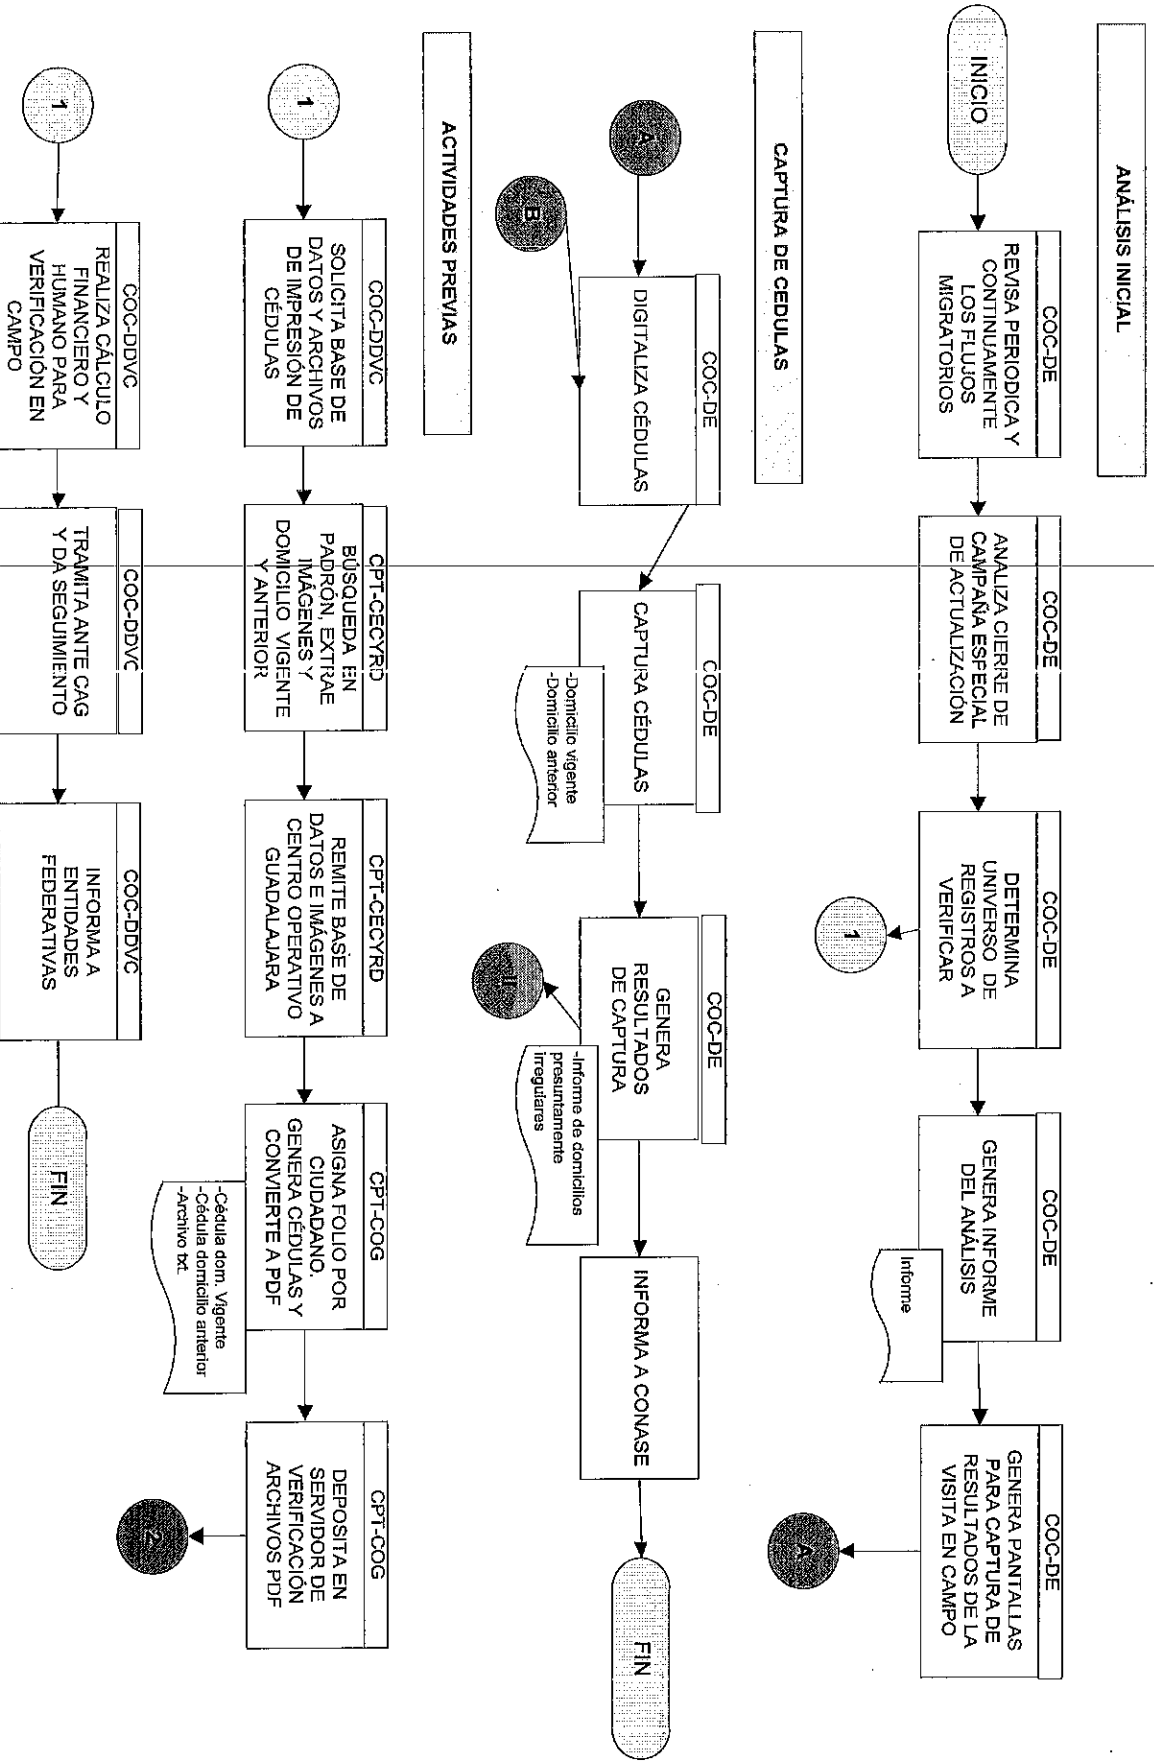 ANÁLISIS INICIAL
INICIO
COC-DE
REVISA PERIODICA Y
CONTINUAMENTE
LOS FLUJOS
MIGRATORIOS
COC-DE
ANALIZA CIERRE DE
CAMPAÑA ESPECIAL
DE ACTUALIZACIÓN
COC-DE
DETERMINA
UNIVERSO DE
REGISTROS A
VERIFICAR
1
COC-DE
GENERA INFORME
DEL ANÁLISIS
Informe
COC-DE
GENERA PANTALLAS
PARA CAPTURA DE
RESULTADOS DE LA
VISITA EN CAMPO
A
CAPTURA DE CEDULAS
A
B
COC-DE
DIGITALIZA CÉDULAS
COC-DE
CAPTURA CÉDULAS
-Domicilio vigente
-Domicilio anterior
COC-DE
GENERA
RESULTADOS
DE CAPTURA
-Informe de domicilios
presuntamente
irregulares
II
INFORMA A CONASE
FIN
ACTIVIDADES PREVIAS
1
COC-DDVC
SOLICITA BASE DE
DATOS Y ARCHIVOS
DE IMPRESIÓN DE
CÉDULAS
CPT-CECYRD
BÚSQUEDA EN
PADRÓN, EXTRAE
IMÁGENES Y
DOMICILIO VIGENTE
Y ANTERIOR
CPT-CECYRD
REMITE BASE DE
DATOS E IMÁGENES A
CENTRO OPERATIVO
GUADALAJARA
CPT-COG
ASIGNA FOLIO POR
CIUDADANO.
GENERA CÉDULAS Y
CONVIERTE A PDF
-Cédula dom. Vigente
-Cédula domicilio anterior
-Archivo txt.
CPT-COG
DEPOSITA EN
SERVIDOR DE
VERIFICACIÓN
ARCHIVOS PDF
2
1
COC-DDVC
REALIZA CÁLCULO
FINANCIERO Y
HUMANO PARA
VERIFICACIÓN EN
CAMPO
COC-DDVC
TRAMITA ANTE CAG
Y DA SEGUIMIENTO
COC-DDVC
INFORMA A
ENTIDADES
FEDERATIVAS
FIN